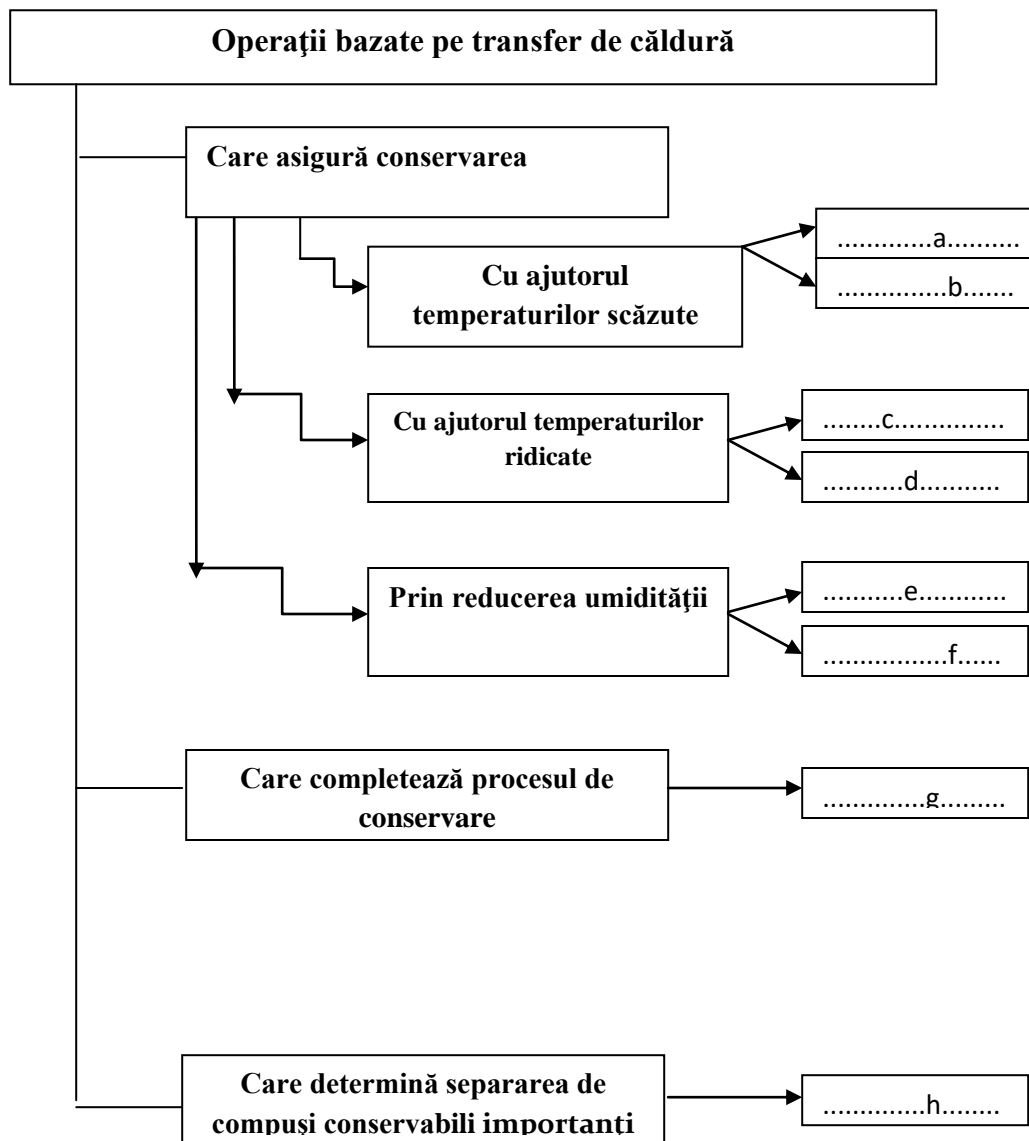 Operaţii bazate pe transfer de căldură
Care asigură conservarea
Cu ajutorul
temperaturilor scăzute
.............a..........
...............b.......
Cu ajutorul temperaturilor
ridicate
........c...............
...........d...........
Prin reducerea umidităţii
...........e............
.................f......
Care completează procesul de
conservare
..............g.........
Care determină separarea de
compuşi conservabili importanţi
..............h........